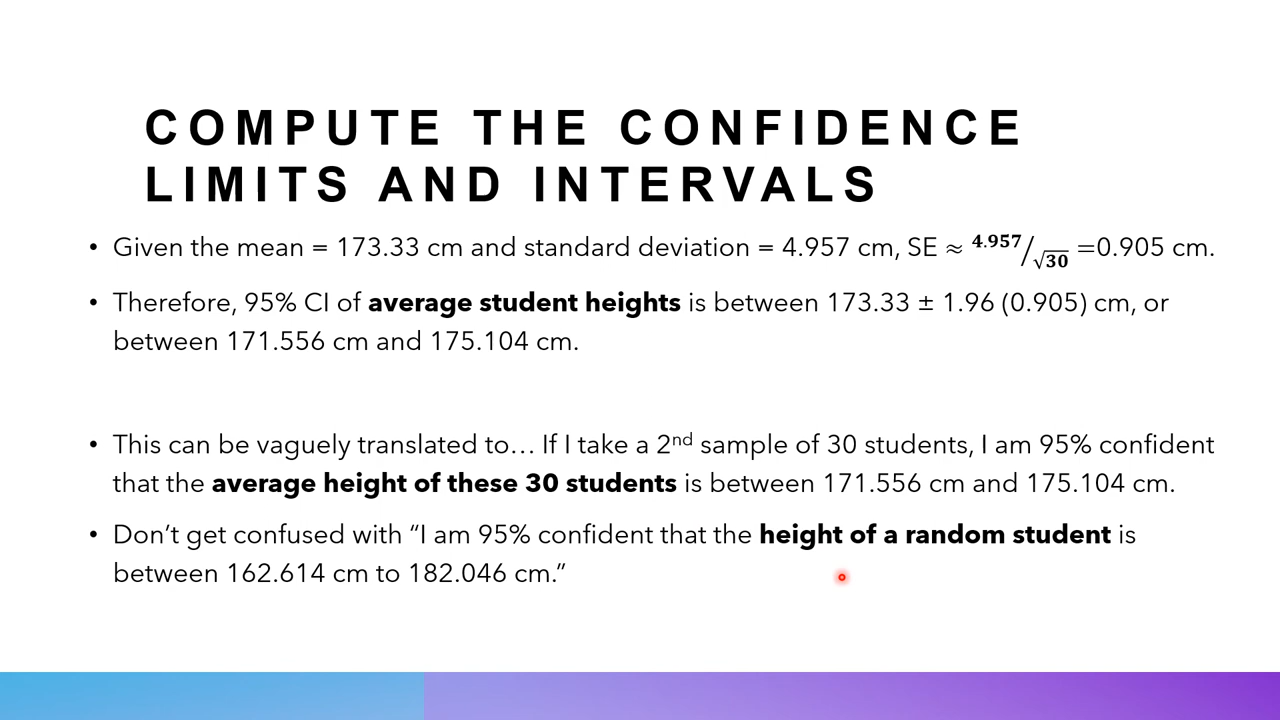 COMPUTE THE CONFIDENCE
LIMITS AND INTERVALS
• Given the mean = 173.33 cm and standard deviation = 4.957 cm, SE ≈ 4.957/√30 =0.905 cm.
• Therefore, 95% CI of average student heights is between 173.33 ± 1.96 (0.905) cm, or
between 171.556 cm and 175.104 cm.
• This can be vaguely translated to… If I take a 2nd sample of 30 students, I am 95% confident
that the average height of these 30 students is between 171.556 cm and 175.104 cm.
• Don’t get confused with “I am 95% confident that the height of a random student is
between 162.614 cm to 182.046 cm.”